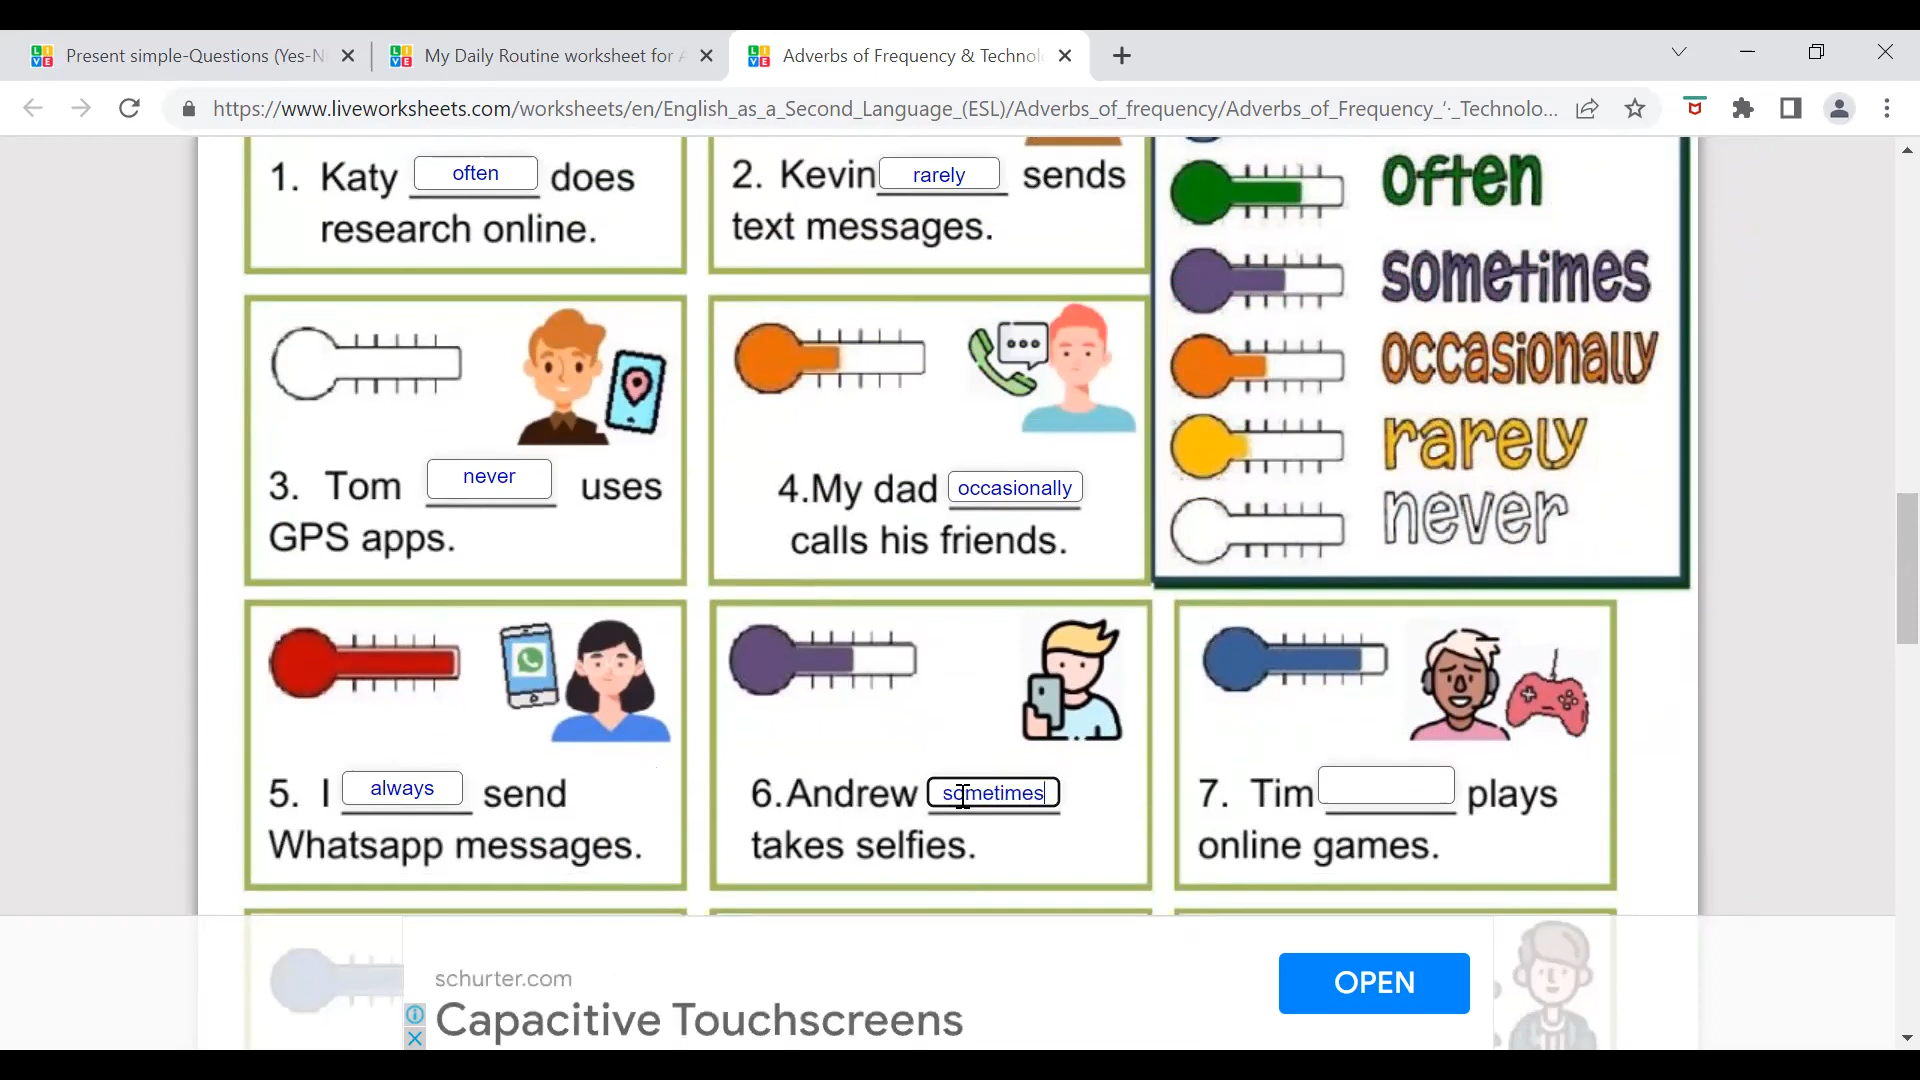 Present simple-Questions (Yes-N
My Daily Routine worksheet for A
Adverbs of Frequency & Technol
https://www.liveworksheets.com/worksheets/en/English_as_a_Second_Language_(ESL)/Adverbs_of_frequency/Adverbs_of_Frequency_'·_Technolo...
1. Katy often does
research online.
2. Kevin rarely sends
text messages.
often
sometimes
occasionally
rarely
never
3. Tom never uses
GPS apps.
4.My dad occasionally
calls his friends.
5. I always send
Whatsapp messages.
6.Andrew sometimes
takes selfies.
7. Tim plays
online games.
schurter.com
Capacitive Touchscreens
OPEN